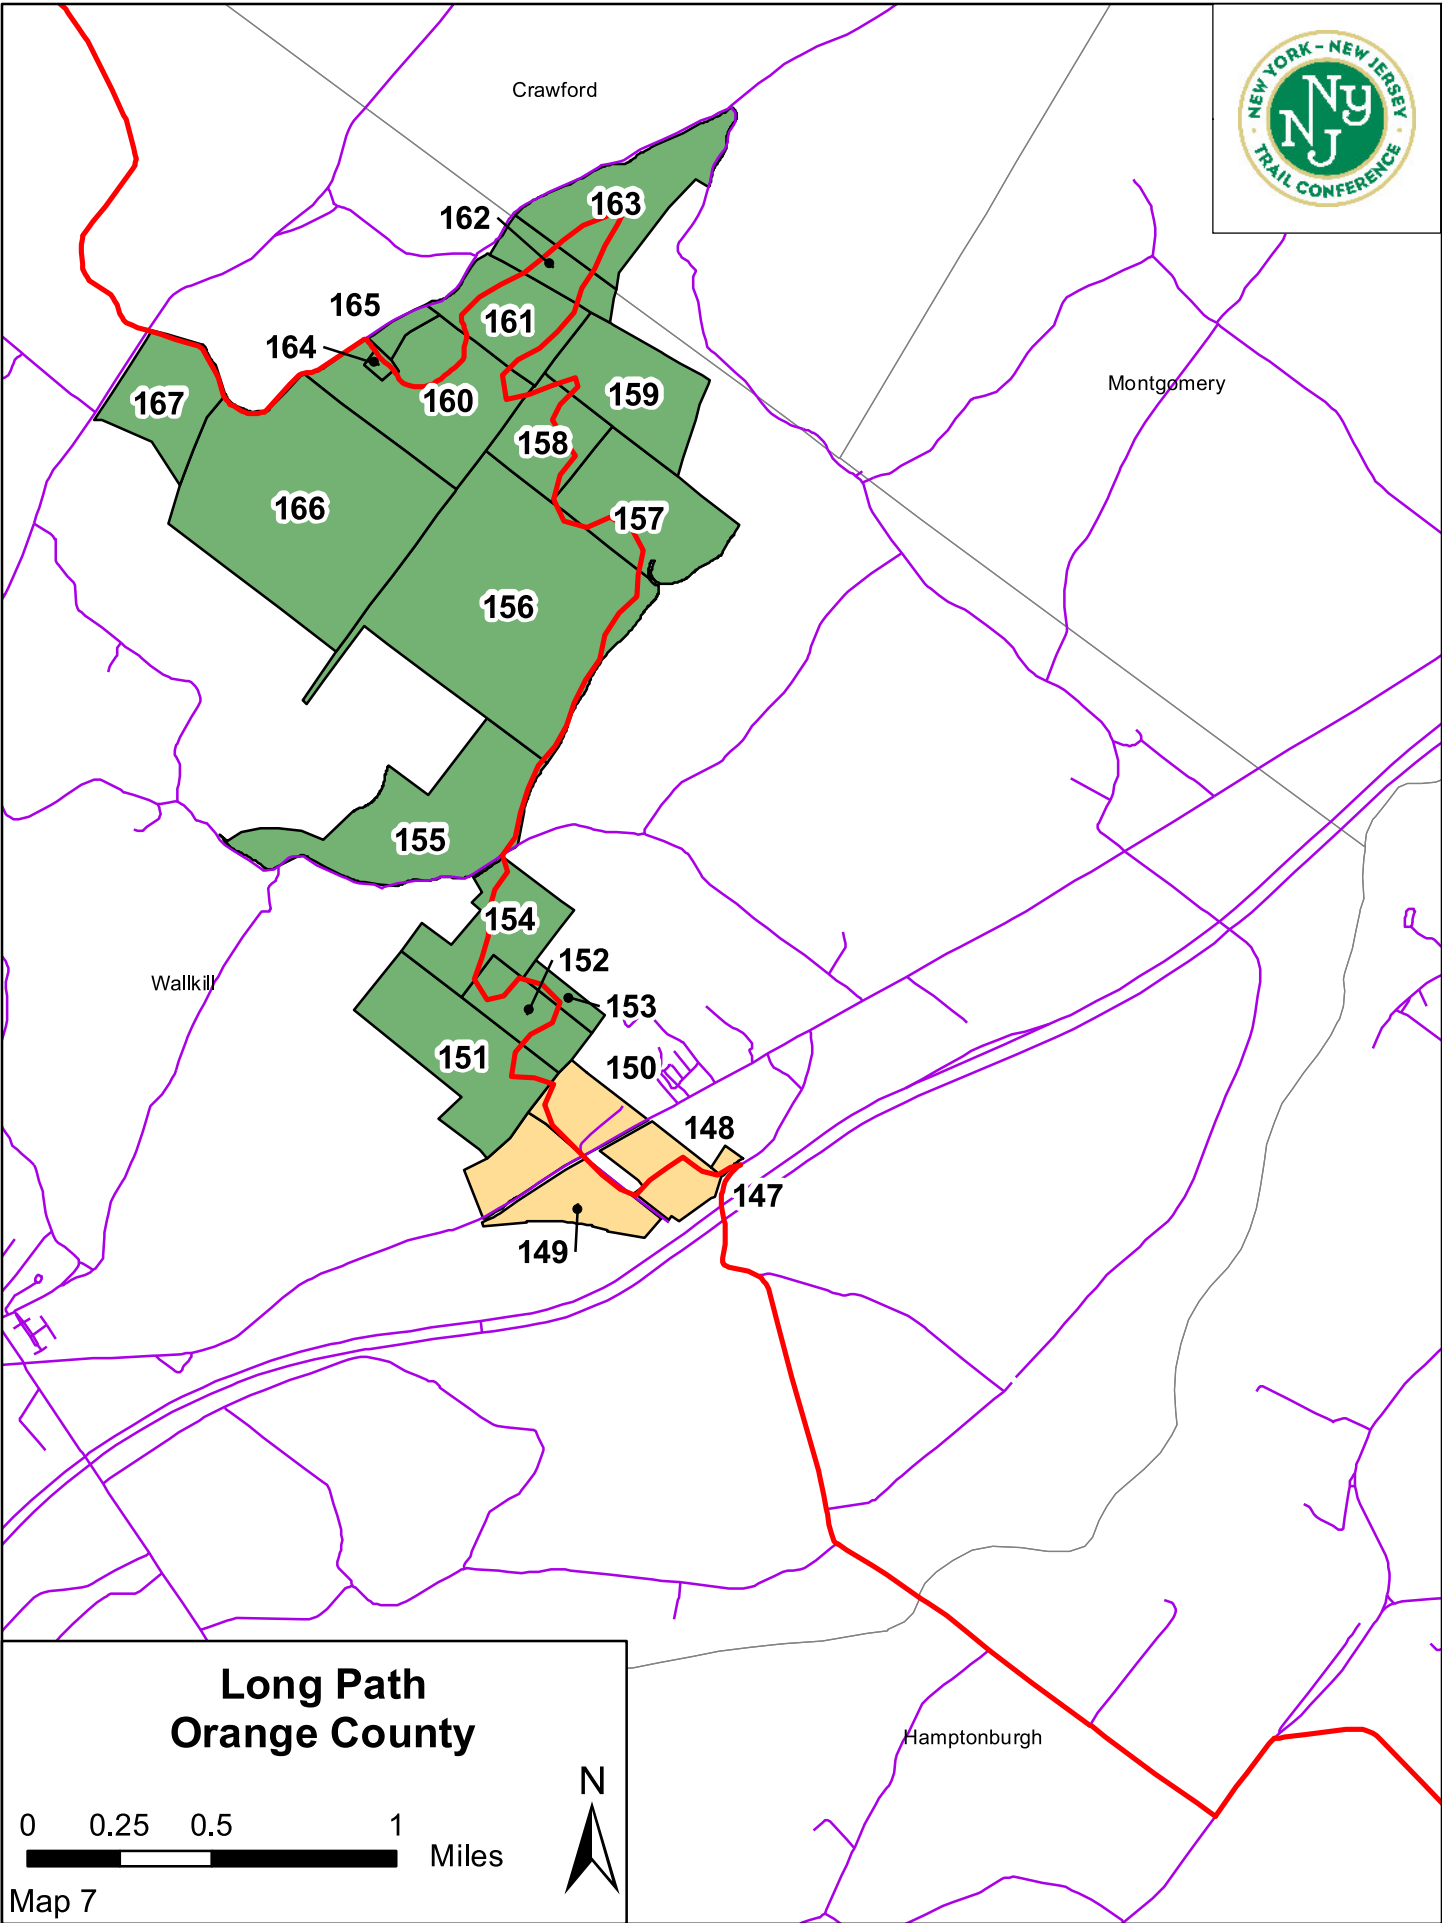 Crawford
NEW YORK - NEW JERSEY
NY
NJ
TRAIL CONFERENCE
163
162
165
161
164
Montgomery
159
167
160
158
166
157
156
155
154
152
Wallkill
153
151
150
148
147
149
Long Path
Orange County
Hamptonburgh
N
0 0.25 0.5 1
Miles
Map 7